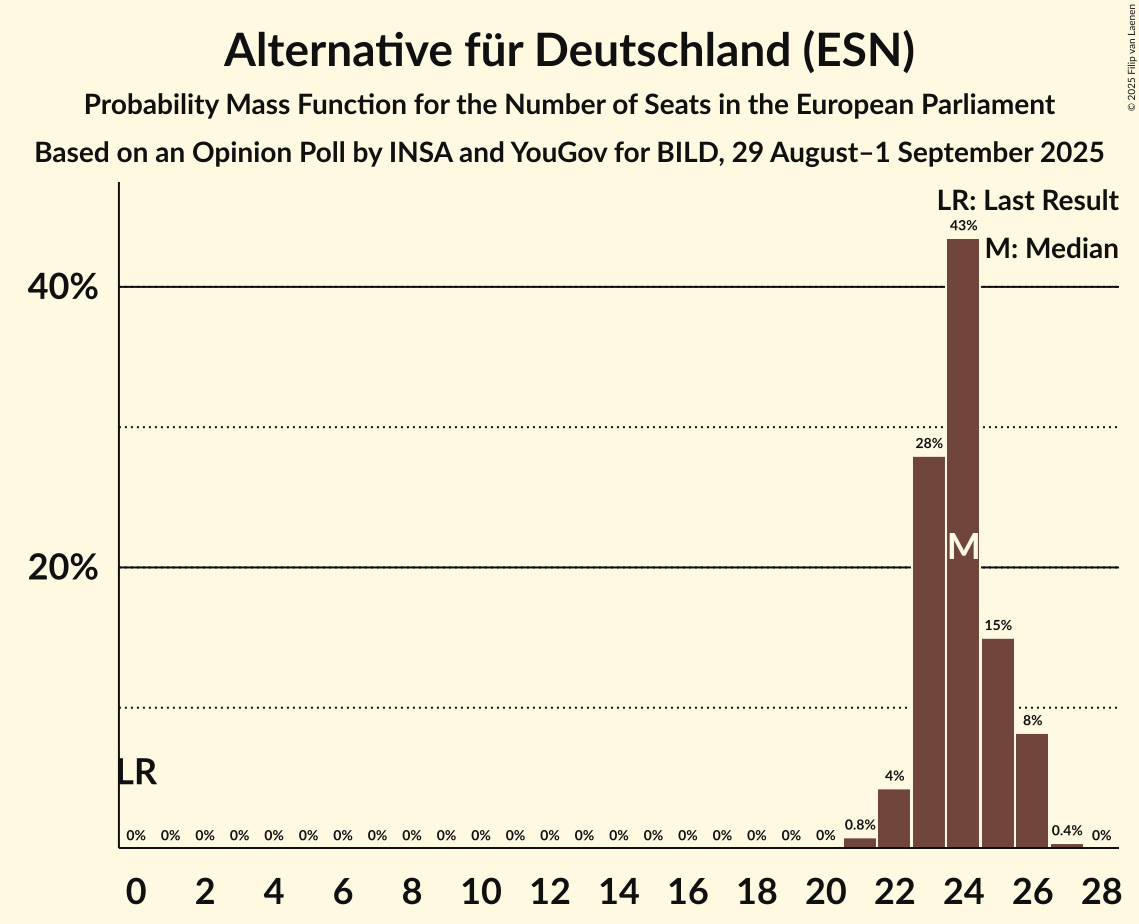 Alternative für Deutschland (ESN)
Probability Mass Function for the Number of Seats in the European Parliament
Based on an Opinion Poll by INSA and YouGov for BILD, 29 August–1 September 2025
© 2025 Filip van Laenen
LR: Last Result
M: Median
43%
40%
28%
M
20%
15%
8%
LR
4%
0% 0% 0% 0% 0% 0% 0% 0% 0% 0% 0% 0% 0% 0% 0% 0% 0% 0% 0% 0% 0% 0.8% 0.4% 0%
0 2 4 6 8 10 12 14 16 18 20 22 24 26 28